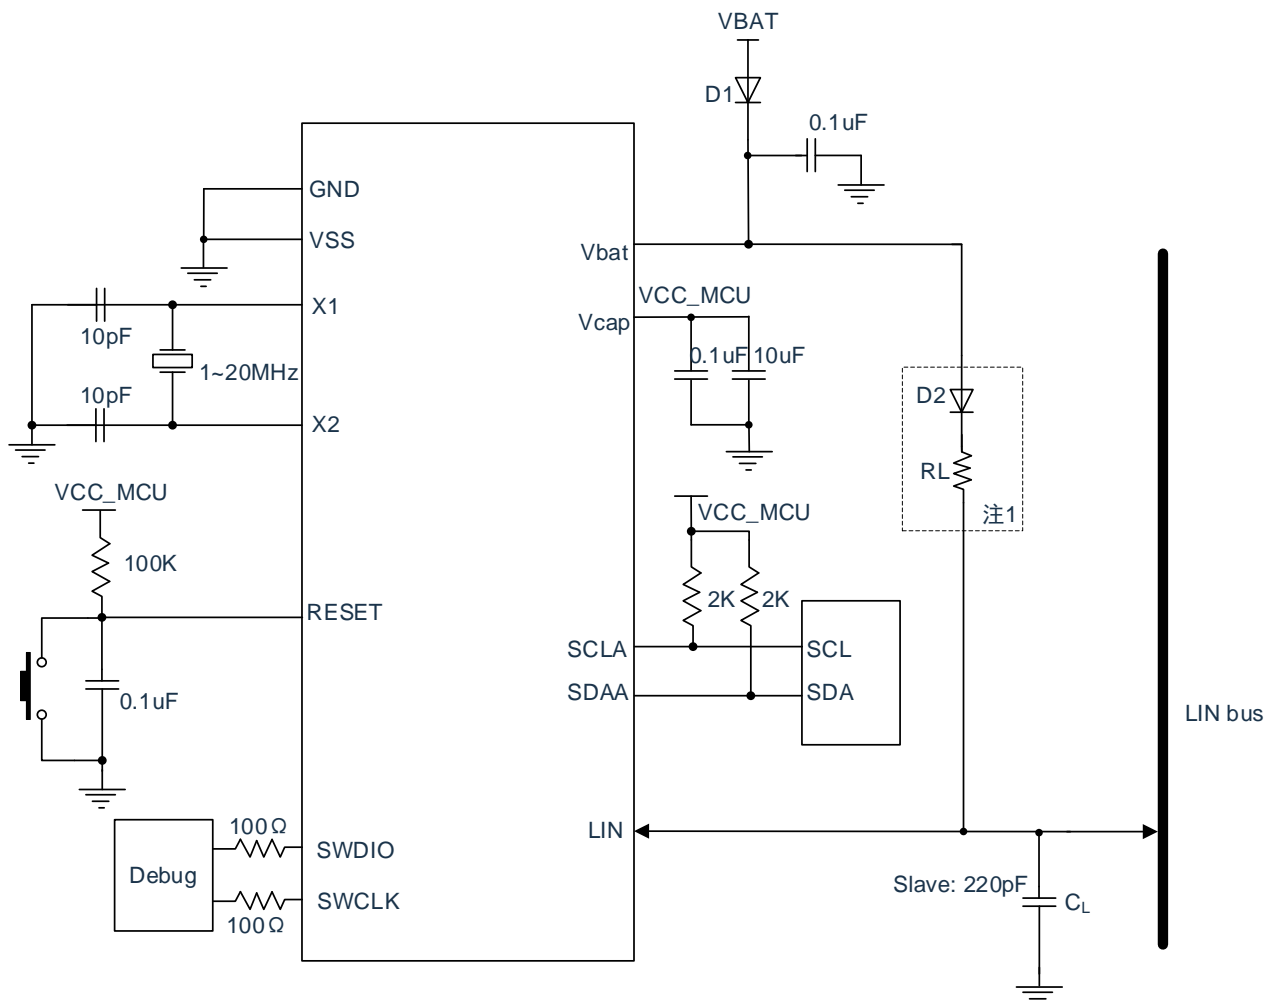 VBAT
D1
0.1uF
GND
VSS
Vbat
X1
10pF
1~20MHz
10pF
X2
VCC_MCU
Vcap
0.1uF
10uF
D2
RL
注1
VCC_MCU
100K
RESET
0.1uF
VCC_MCU
2K
2K
SCLA
SCL
SDAA
SDA
LIN bus
LIN
100Ω
SWDIO
Debug
SWCLK
100Ω
Slave: 220pF
CL